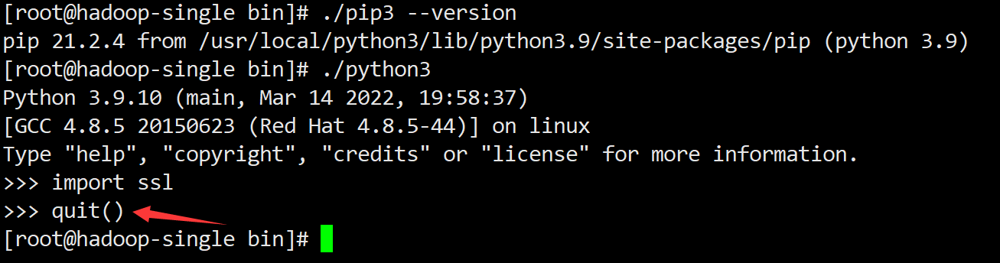 [root@hadoop-single bin]# ./pip3 --version
pip 21.2.4 from /usr/local/python3/lib/python3.9/site-packages/pip (python 3.9)
[root@hadoop-single bin]# ./python3
Python 3.9.10 (main, Mar 14 2022, 19:58:37)
[GCC 4.8.5 20150623 (Red Hat 4.8.5-44)] on linux
Type "help", "copyright", "credits" or "license" for more information.
>>> import ssl
>>> quit()
[root@hadoop-single bin]#